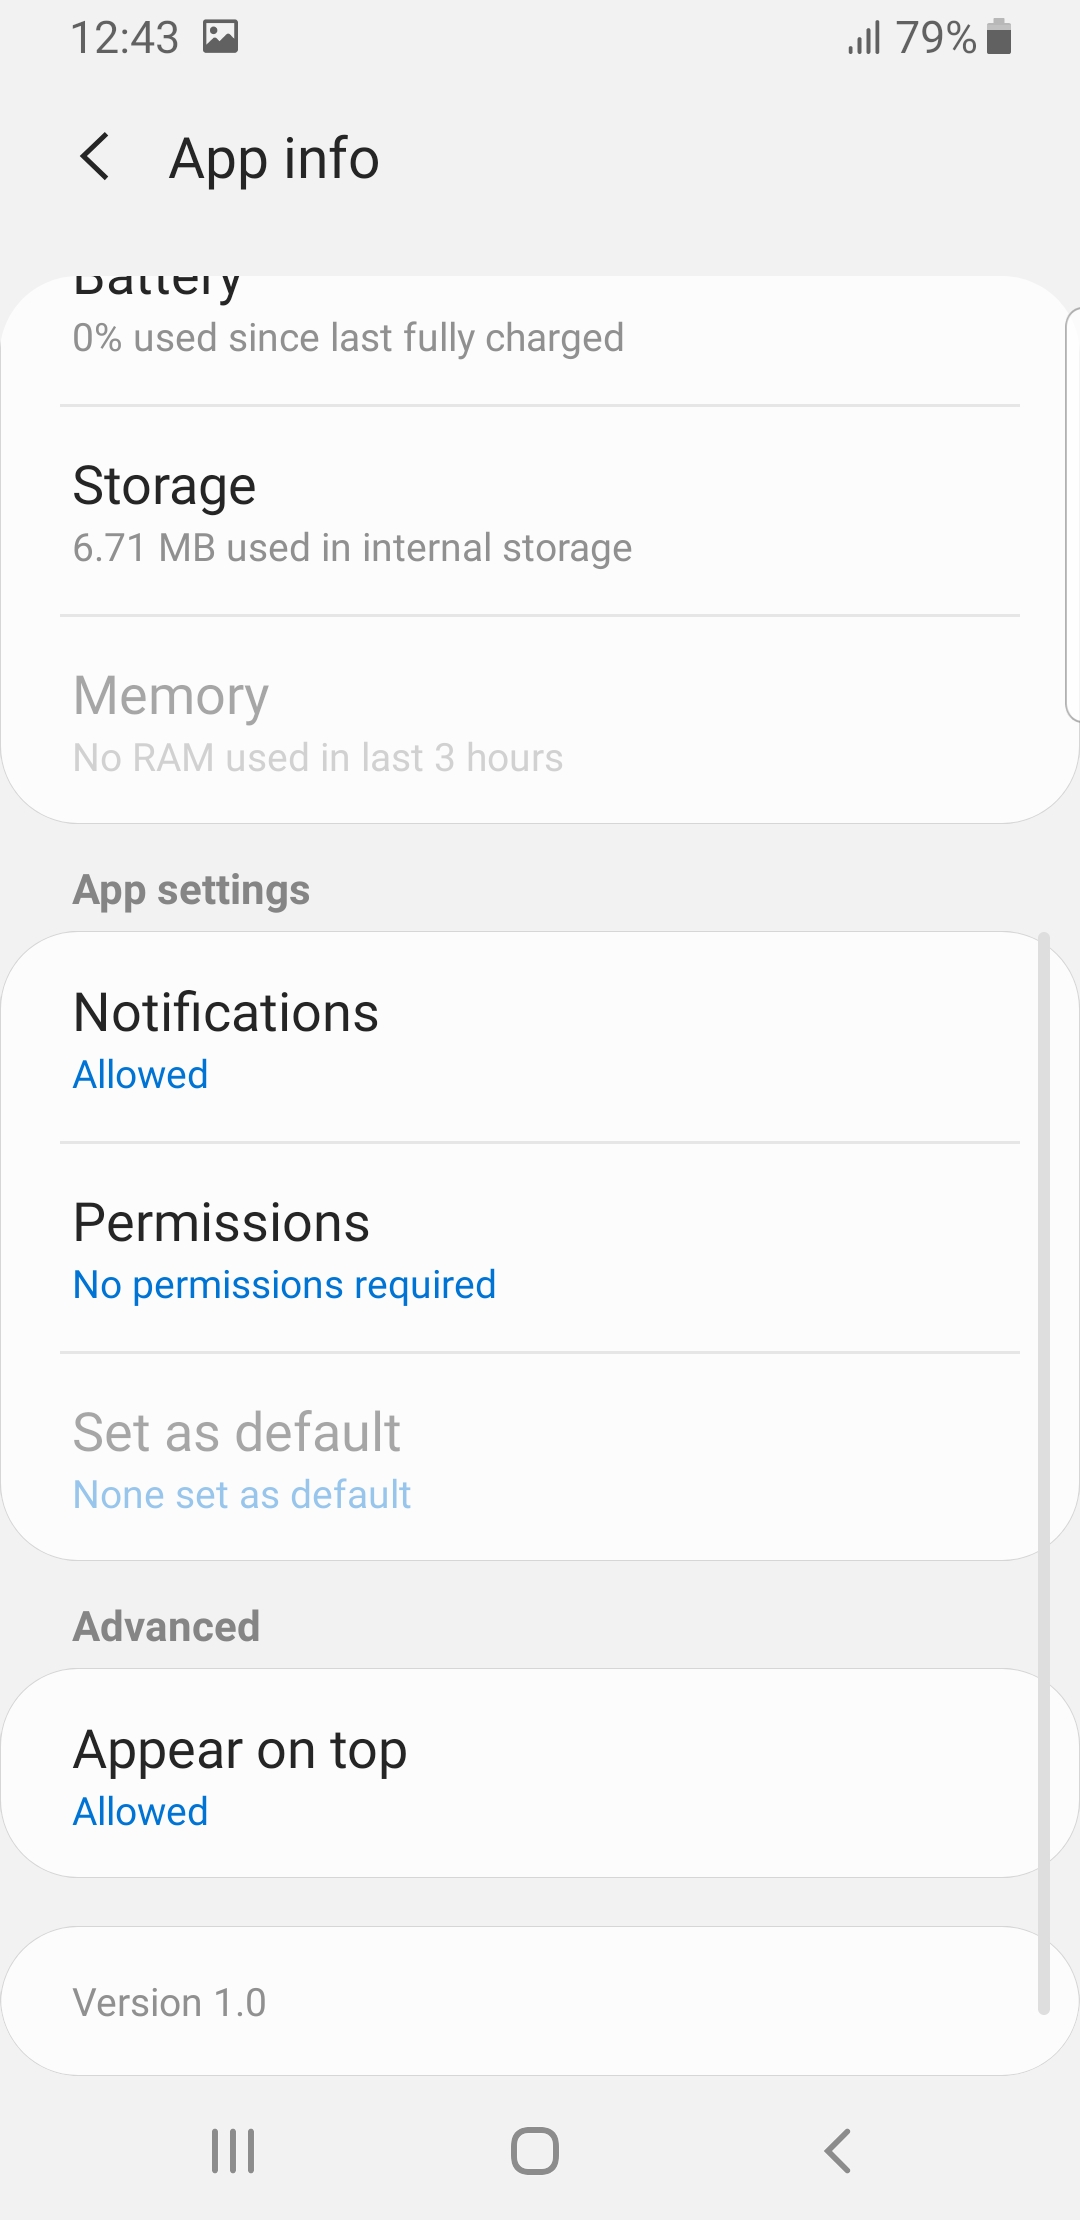 12:43
79%
App info
Battery
0% used since last fully charged
Storage
6.71 MB used in internal storage
Memory
No RAM used in last 3 hours
App settings
Notifications
Allowed
Permissions
No permissions required
Set as default
None set as default
Advanced
Appear on top
Allowed
Version 1.0